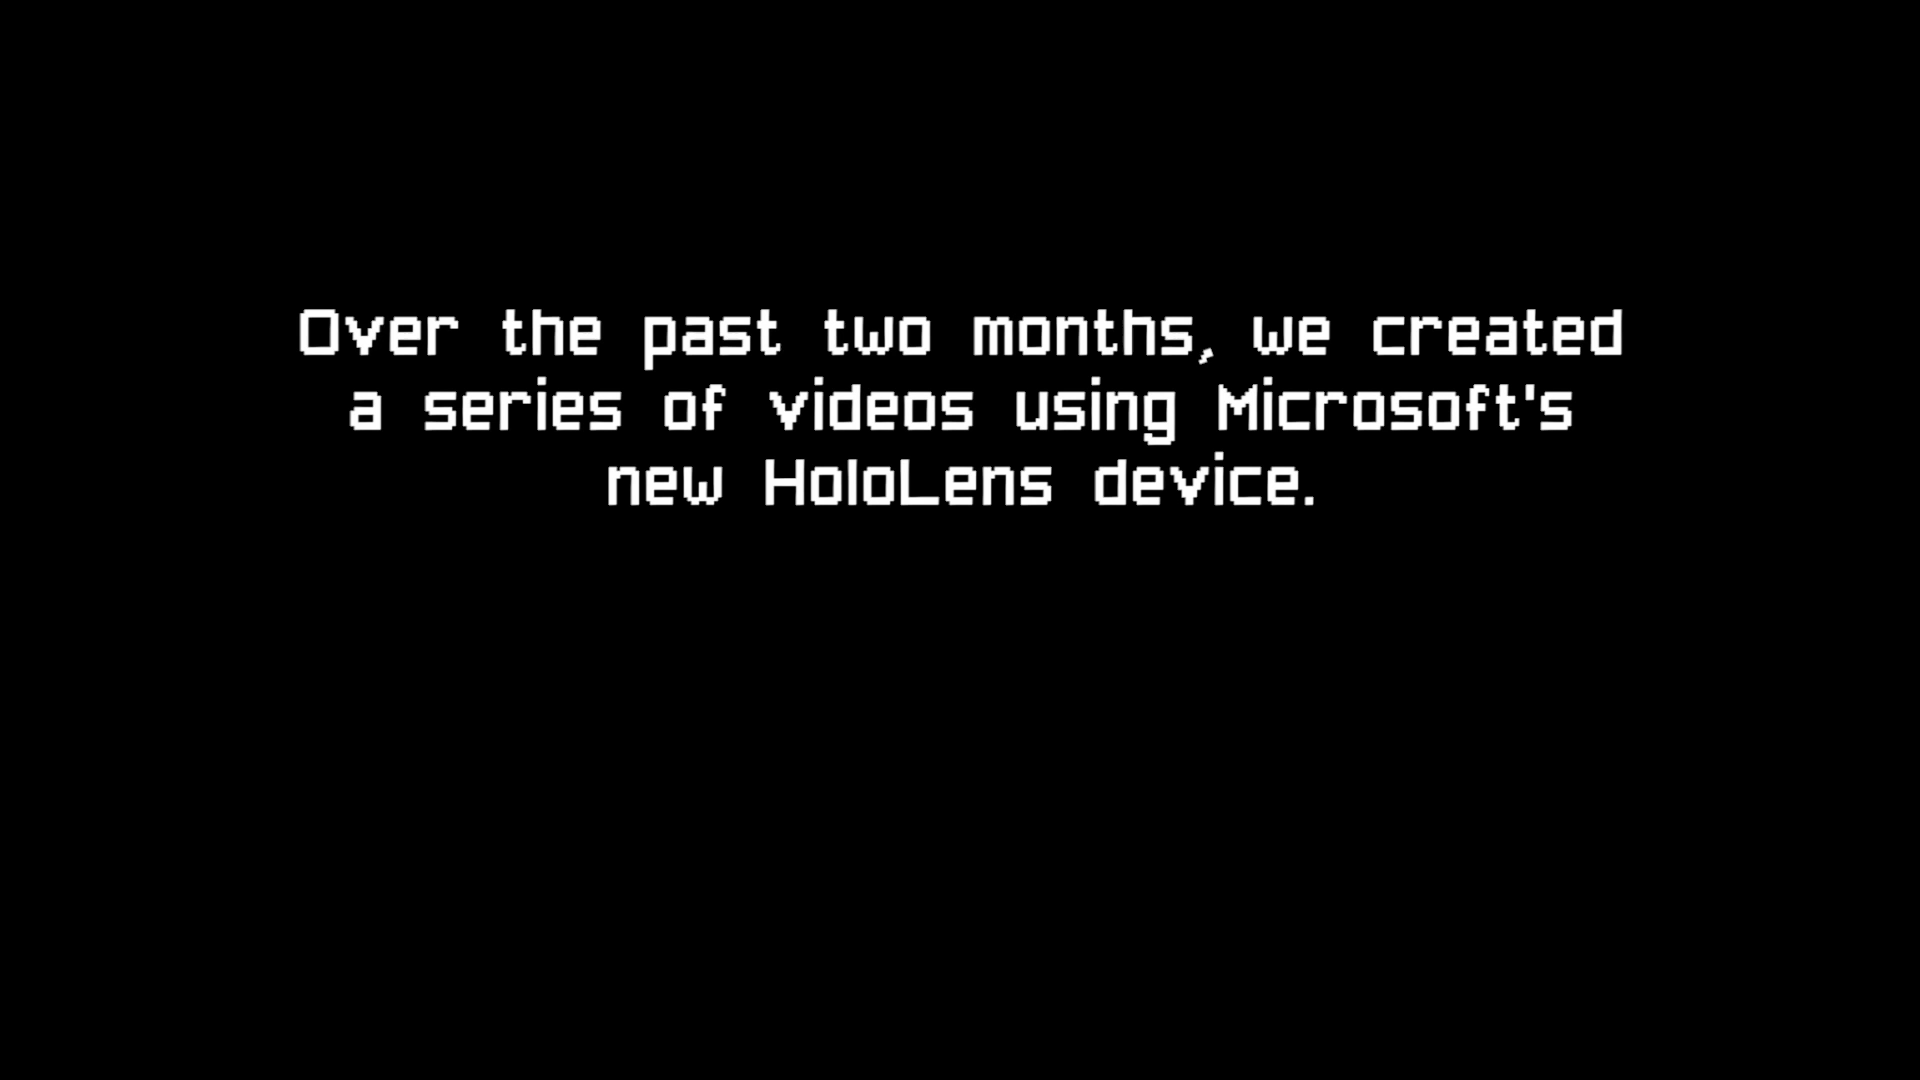 Over the past two months, we created
a series of videos using Microsoft's
new HoloLens device.